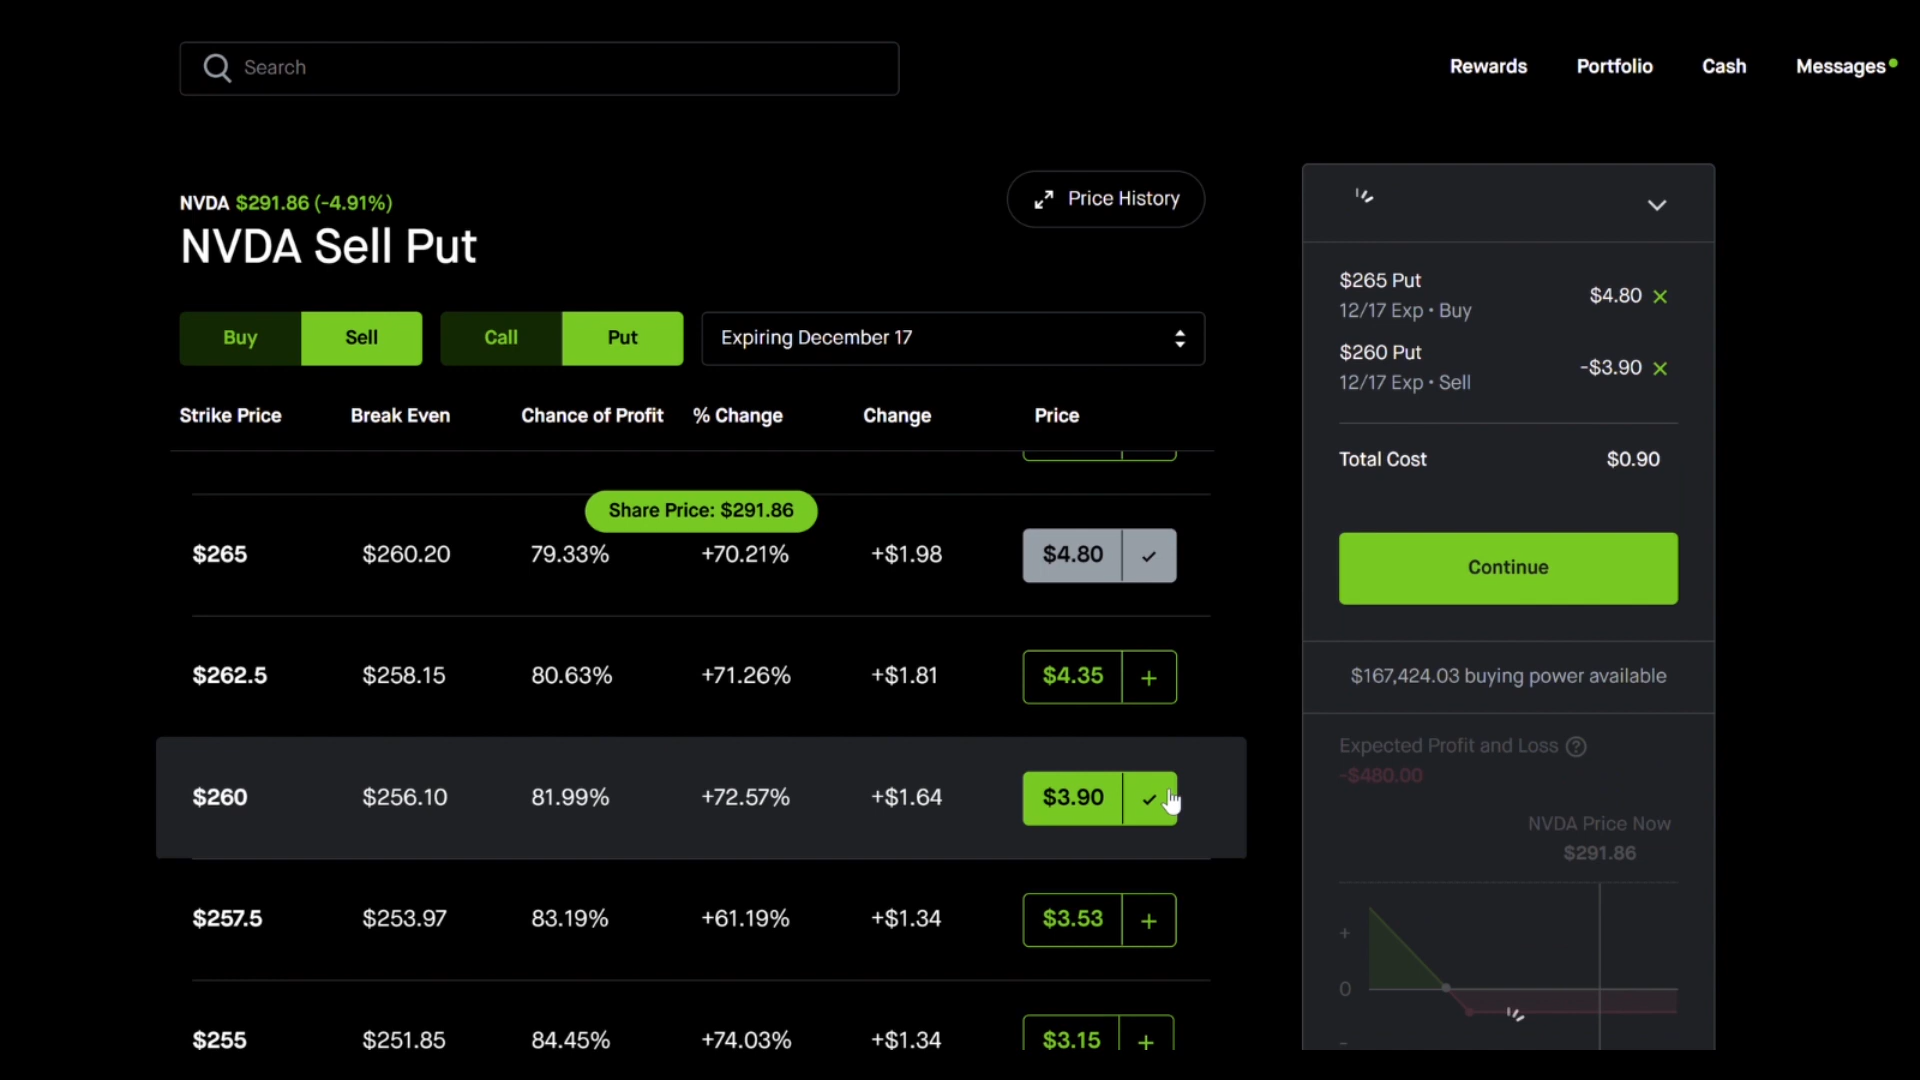 Search
Rewards Portfolio Cash Messages
NVDA $291.86 (-4.91%)
NVDA Sell Put
Price History
Buy Sell Call Put Expiring December 17
Strike Price Break Even Chance of Profit % Change Change Price
Share Price: $291.86
$265 $260.20 79.33% +70.21% +$1.98 $4.80
$262.5 $258.15 80.63% +71.26% +$1.81 $4.35 +
$260 $256.10 81.99% +72.57% +$1.64 $3.90
$257.5 $253.97 83.19% +61.19% +$1.34 $3.53 +
$255 $251.85 84.45% +74.03% +$1.34 $3.15 +
$265 Put
12/17 Exp • Buy
$4.80 ×
$260 Put
12/17 Exp • Sell
-$3.90 ×
Total Cost $0.90
Continue
$167,424.03 buying power available
Expected Profit and Loss ?
-$480.00
NVDA Price Now
$291.86
+
0
-